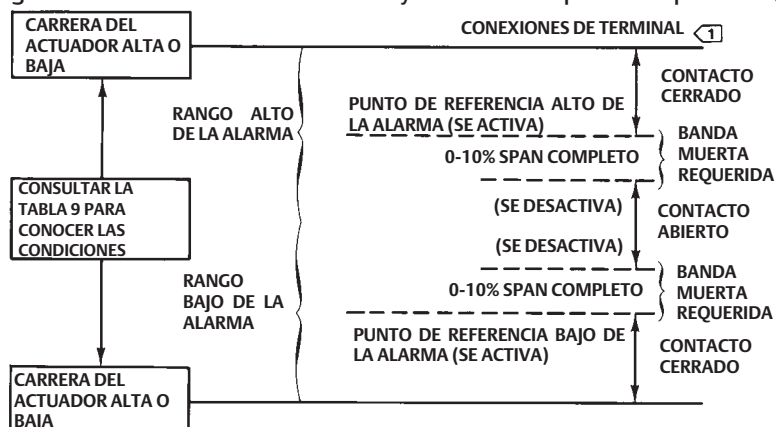 CARRERA DEL
ACTUADOR ALTA O
BAJA
CONEXIONES DE TERMINAL
1
CONTACTO
CERRADO
RANGO ALTO
DE LA ALARMA
PUNTO DE REFERENCIA ALTO DE
LA ALARMA (SE ACTIVA)
0-10% SPAN COMPLETO
BANDA
MUERTA
REQUERIDA
CONSULTAR LA
TABLA 9 PARA
CONOCER LAS
CONDICIONES
(SE DESACTIVA)
CONTACTO
ABIERTO
(SE DESACTIVA)
RANGO
BAJO DE LA
ALARMA
0-10% SPAN COMPLETO
BANDA
MUERTA
REQUERIDA
PUNTO DE REFERENCIA BAJO DE
LA ALARMA (SE ACTIVA)
CONTACTO
CERRADO
CARRERA DEL
ACTUADOR ALTA O
BAJA